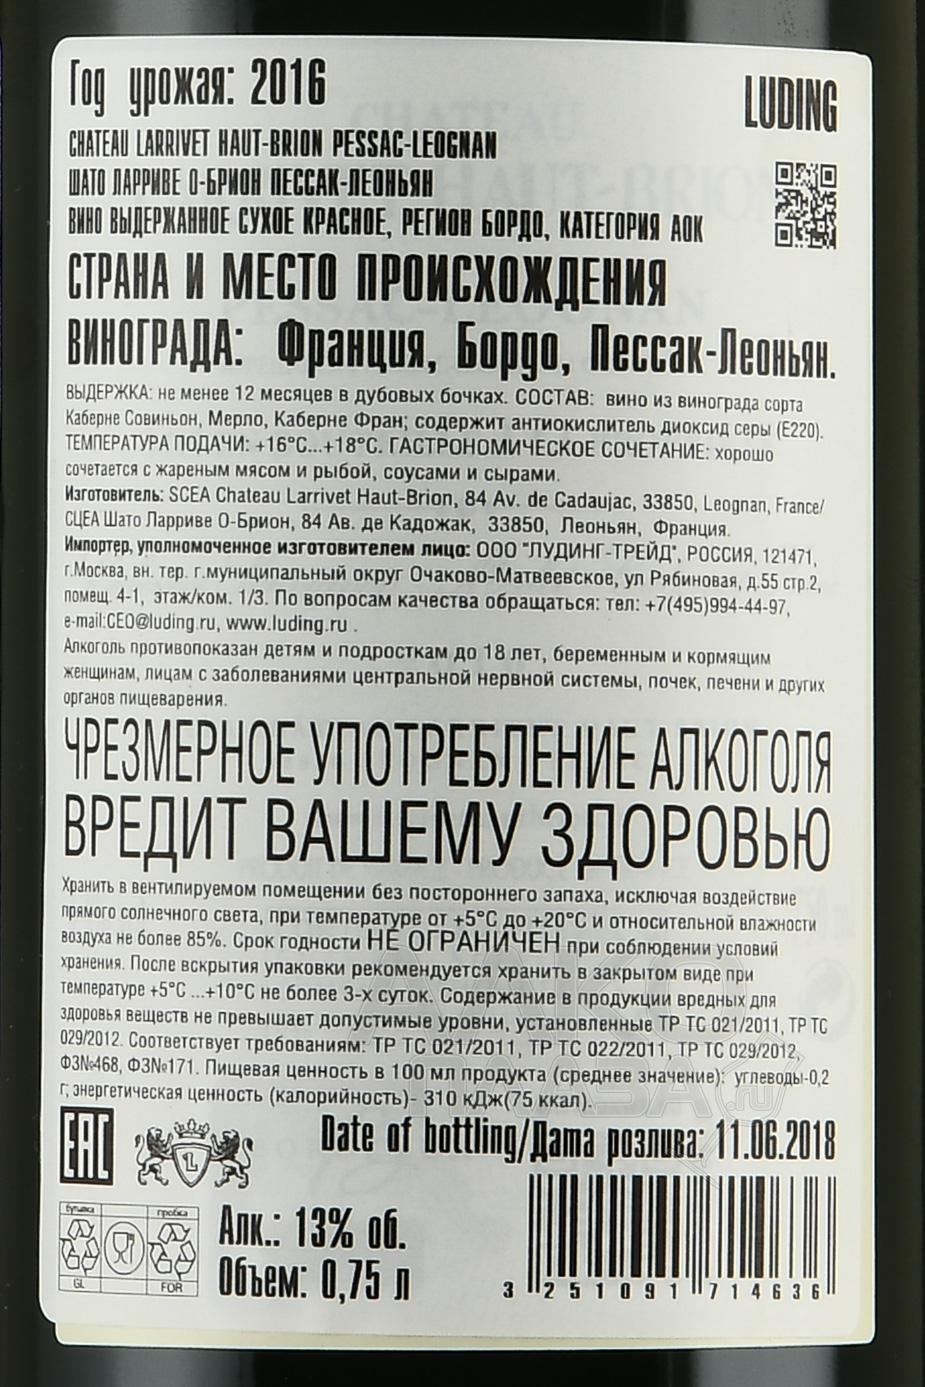 Год урожая: 2016
LUDING
CHATEAU LARRIVET HAUT-BRION PESSAC-LEOGNAN
ШАТО ЛАРРИВЕ О-БРИОН ПЕССАК-ЛЕОНЬЯН
ВИНО ВЫДЕРЖАННОЕ СУХОЕ КРАСНОЕ, РЕГИОН БОРДО, КАТЕГОРИЯ АОК
СТРАНА И МЕСТО ПРОИСХОЖДЕНИЯ
ВИНОГРАДА: Франция, Бордо, Пессак-Леоньян.
ВЫДЕРЖКА: не менее 12 месяцев в дубовых бочках. СОСТАВ: вино из винограда сорта
Каберне Совиньон, Мерло, Каберне Фран; содержит антиокислитель диоксид серы (Е220).
ТЕМПЕРАТУРА ПОДАЧИ: +16°С...+18°С. ГАСТРОНОМИЧЕСКОЕ СОЧЕТАНИЕ: хорошо
сочетается с жареным мясом и рыбой, соусами и сырами.
Изготовитель: SCEA Chateau Larrivet Haut-Brion, 84 Av. de Cadaujac, 33850, Leognan, France/
СЦЕА Шато Ларриве О-Брион, 84 Ав. де Кадожак, 33850, Леоньян, Франция.
Импортер, уполномоченное изготовителем лицо: ООО "ЛУДИНГ-ТРЕЙД", РОССИЯ, 121471,
г.Москва, вн. тер. г.муниципальный округ Очаково-Матвеевское, ул Рябиновая, д.55 стр.2,
помещ. 4-1, этаж/ком. 1/3. По вопросам качества обращаться: тел: +7(495)994-44-97,
e-mail:CEO@luding.ru, www.luding.ru .
Алкоголь противопоказан детям и подросткам до 18 лет, беременным и кормящим
женщинам, лицам с заболеваниями центральной нервной системы, почек, печени и других
органов пищеварения.
ЧРЕЗМЕРНОЕ УПОТРЕБЛЕНИЕ АЛКОГОЛЯ
ВРЕДИТ ВАШЕМУ ЗДОРОВЬЮ
Хранить в вентилируемом помещении без постороннего запаха, исключая воздействие
прямого солнечного света, при температуре от +5°С до +20°С и относительной влажности
воздуха не более 85%. Срок годности НЕ ОГРАНИЧЕН при соблюдении условий
хранения. После вскрытия упаковки рекомендуется хранить в закрытом виде при
температуре +5°С ...+10°С не более 3-х суток. Содержание в продукции вредных для
здоровья веществ не превышает допустимые уровни, установленные ТР ТС 021/2011, ТР ТС
029/2012. Соответствует требованиям: ТР ТС 021/2011, ТР ТС 022/2011, ТР ТС 029/2012,
ФЗ№468, ФЗ№171. Пищевая ценность в 100 мл продукта (среднее значение): углеводы-0,2
г; энергетическая ценность (калорийность)- 310 кДж(75 ккал).
EAC
L
Date of bottling/Дата розлива: 11.06.2018
бутылка
пробка
GL
FOR
Алк.: 13% об.
Объем: 0,75 л
3 251091 714636